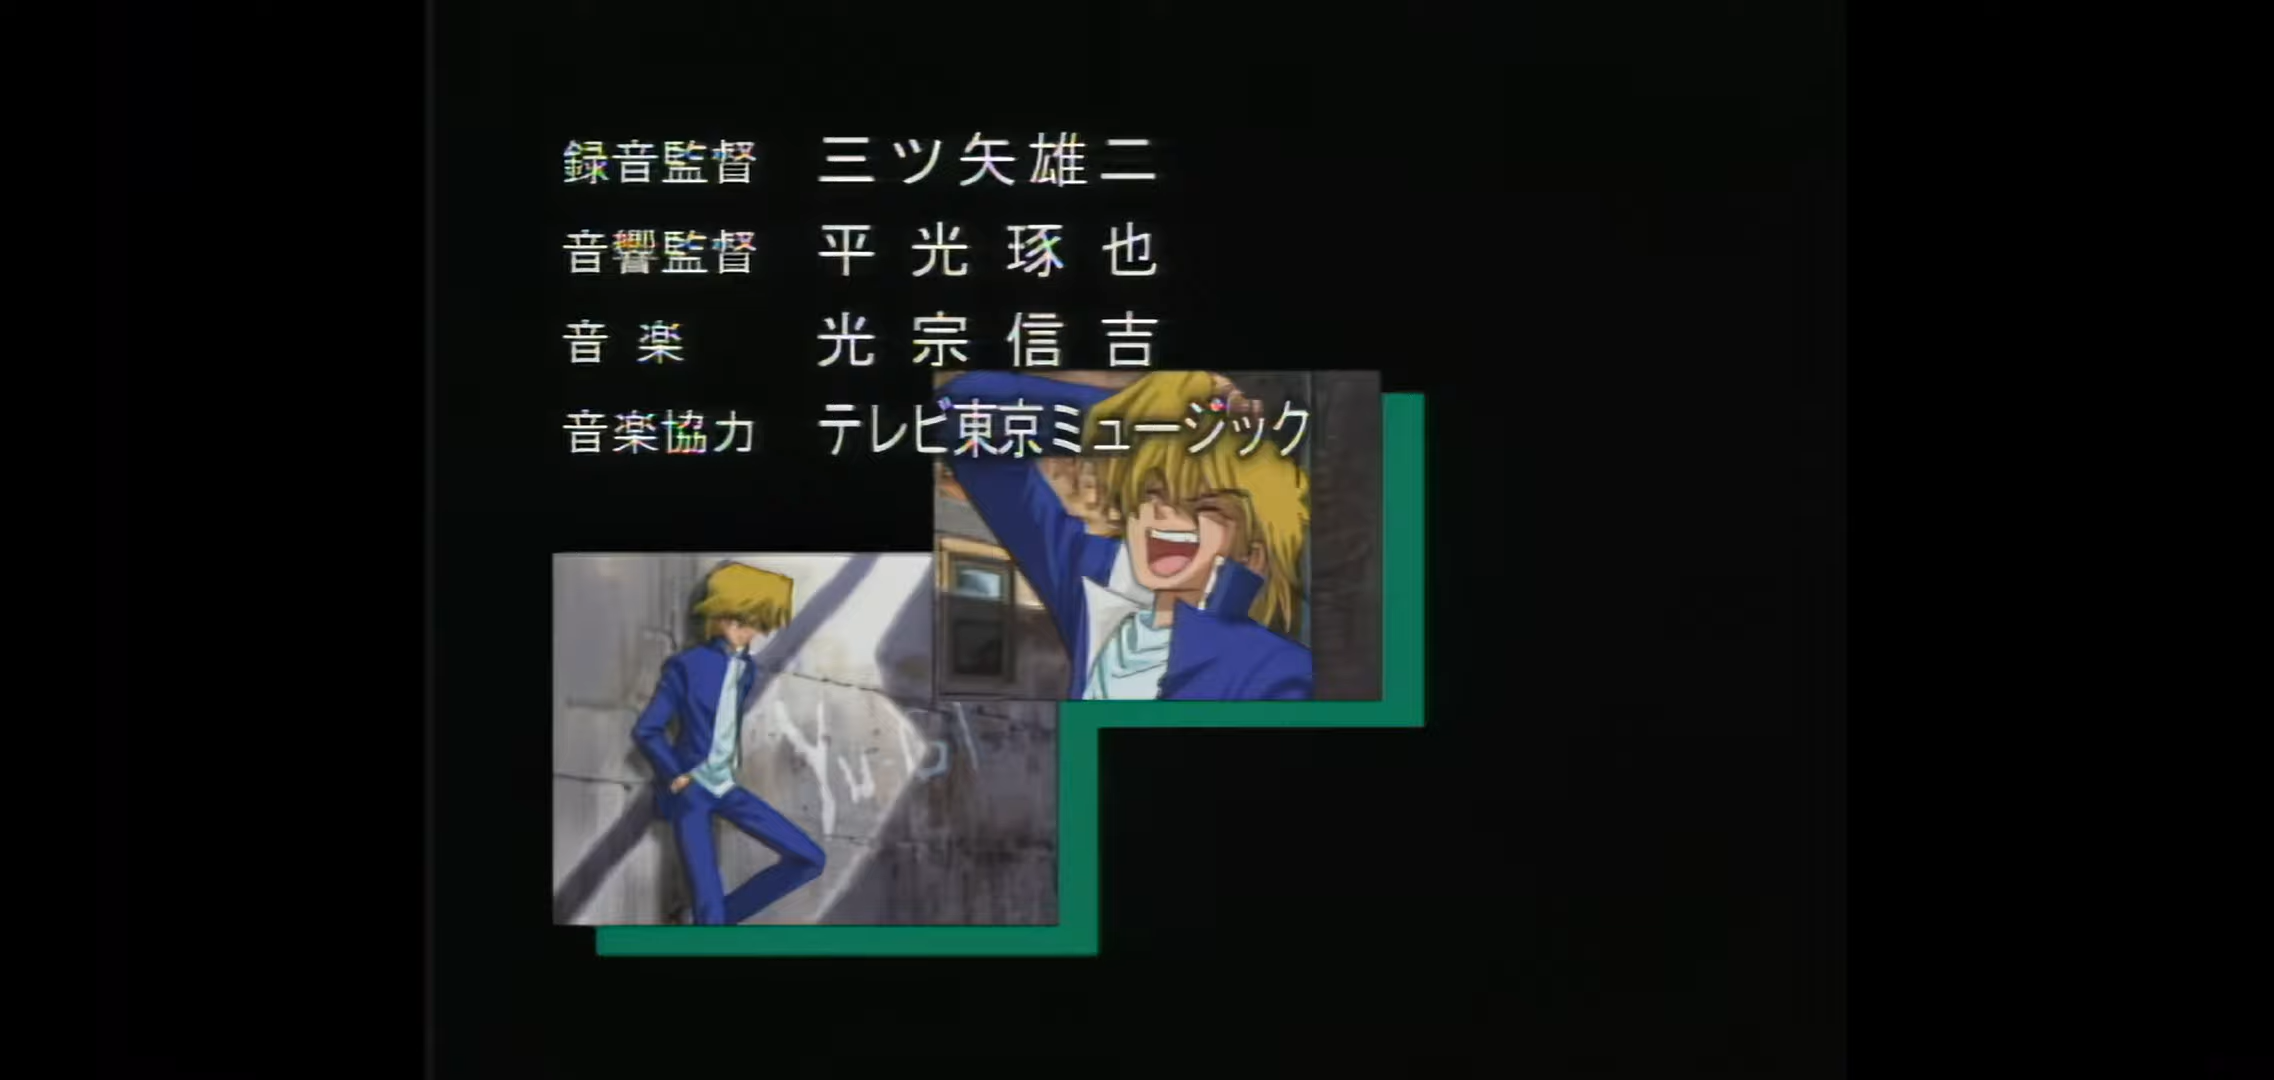 録音監督 三ツ矢雄二
音響監督 平光琢也
音楽 光宗信吉
音楽協力 テレビ東京ミュージック